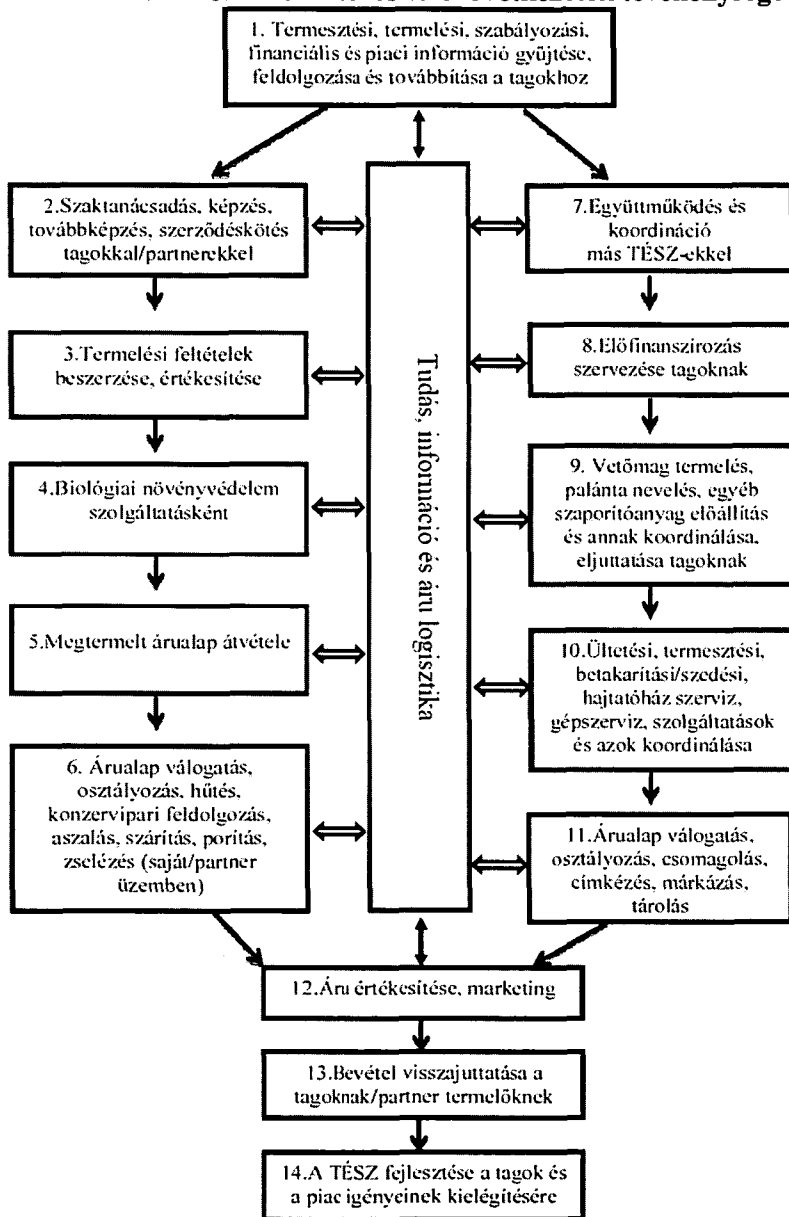 tevékenysége
1. Termesztési, termelési, szabályozási,
financiális és piaci információ gyűjtése,
feldolgozása és továbbítása a tagokhoz
2.Szaktanácsadás, képzés,
továbbképzés, szerződéskötés
tagokkal/partnerekkel
3.Termelési feltételek
beszerzése, értékesítése
4.Biológiai növényvédelem
szolgáltatásként
5.Megtermelt árualap átvétele
6. Árualap válogatás,
osztályozás, hűtés,
konzervipari feldolgozás,
aszalás, szárítás, porítás,
zselézés (saját/partner
üzemben)
Tudás, információ és áru logisztika
7.Együttműködés és
koordináció
más TÉSZ-ekkel
8.Előfinanszírozás
szervezése tagoknak
9. Vetőmag termelés,
palánta nevelés, egyéb
szaporítóanyag előállítás
és annak koordinálása,
eljuttatása tagoknak
10.Ültetési, termesztési,
betakarítási/szedési,
hajtatóház szerviz,
gépszerviz, szolgáltatások
és azok koordinálása
11.Árualap válogatás,
osztályozás, csomagolás,
címkézés, márkázás,
tárolás
12.Áru értékesítése, marketing
13.Bevétel visszajuttatása a
tagoknak/partner termelőknek
14.A TÉSZ fejlesztése a tagok és
a piac igényeinek kielégítésére